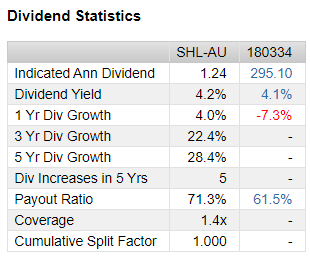 Dividend Statistics
SHL-AU 180334
Indicated Ann Dividend 1.24 295.10
Dividend Yield 4.2% 4.1%
1 Yr Div Growth 4.0% -7.3%
3 Yr Div Growth 22.4% -
5 Yr Div Growth 28.4% -
Div Increases in 5 Yrs 5 -
Payout Ratio 71.3% 61.5%
Coverage 1.4x -
Cumulative Split Factor 1.000 -